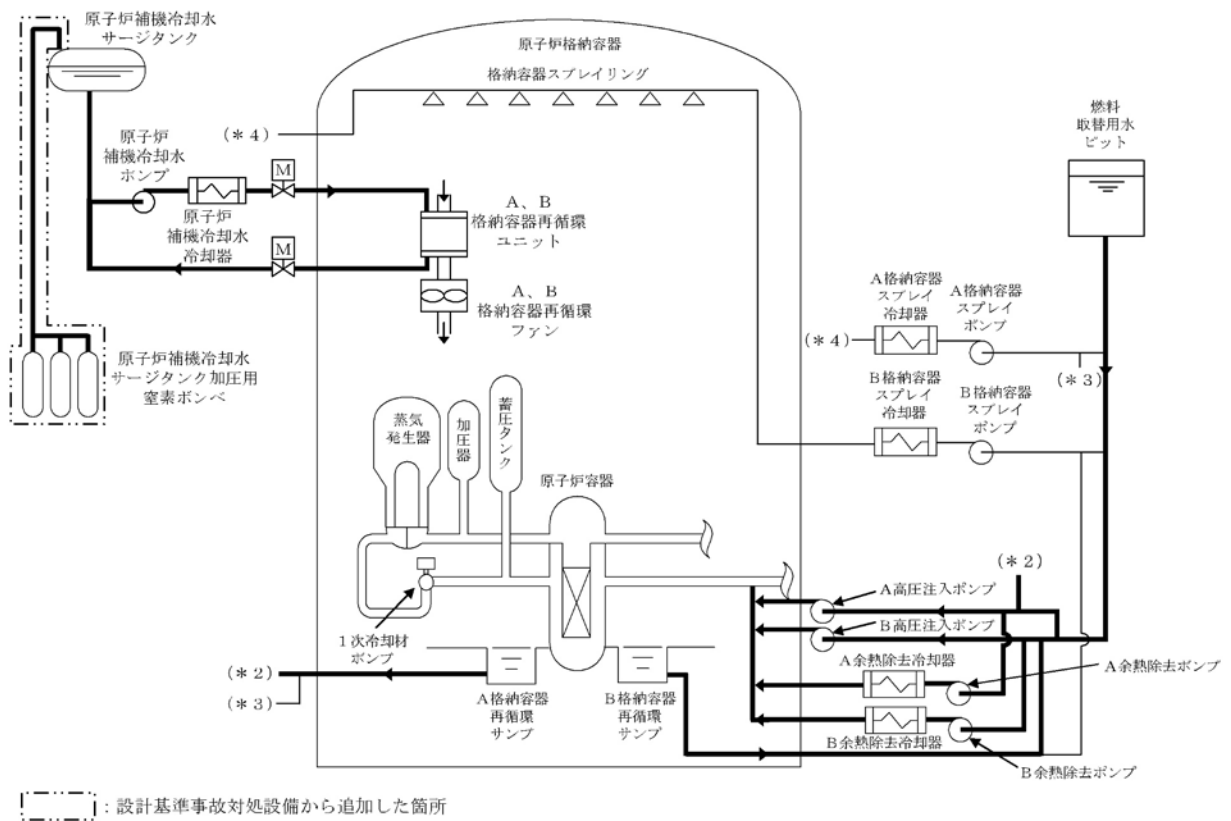 原子炉補機冷却水
サージタンク
原子炉格納容器
格納容器スプレイリング
(＊4)
燃料
取替用水
ピット
原子炉
補機冷却水
ポンプ
M
原子炉
補機冷却水
冷却器
M
A、B
格納容器再循環
ユニット
A、B
格納容器再循環
ファン
A格納容器
スプレイ
冷却器
A格納容器
スプレイ
ポンプ
(＊4)
(＊3)
B格納容器
スプレイ
冷却器
B格納容器
スプレイ
ポンプ
原子炉補機冷却水
サージタンク加圧用
窒素ボンベ
蒸気
発生器
加圧器
蓄圧タンク
原子炉容器
(＊2)
A高圧注入ポンプ
B高圧注入ポンプ
1次冷却材
ポンプ
A余熱除去冷却器
A余熱除去ポンプ
(＊2)
(＊3)
A格納容器
再循環
サンプ
B格納容器
再循環
サンプ
B余熱除去冷却器
B余熱除去ポンプ
：設計基準事故対処設備から追加した箇所